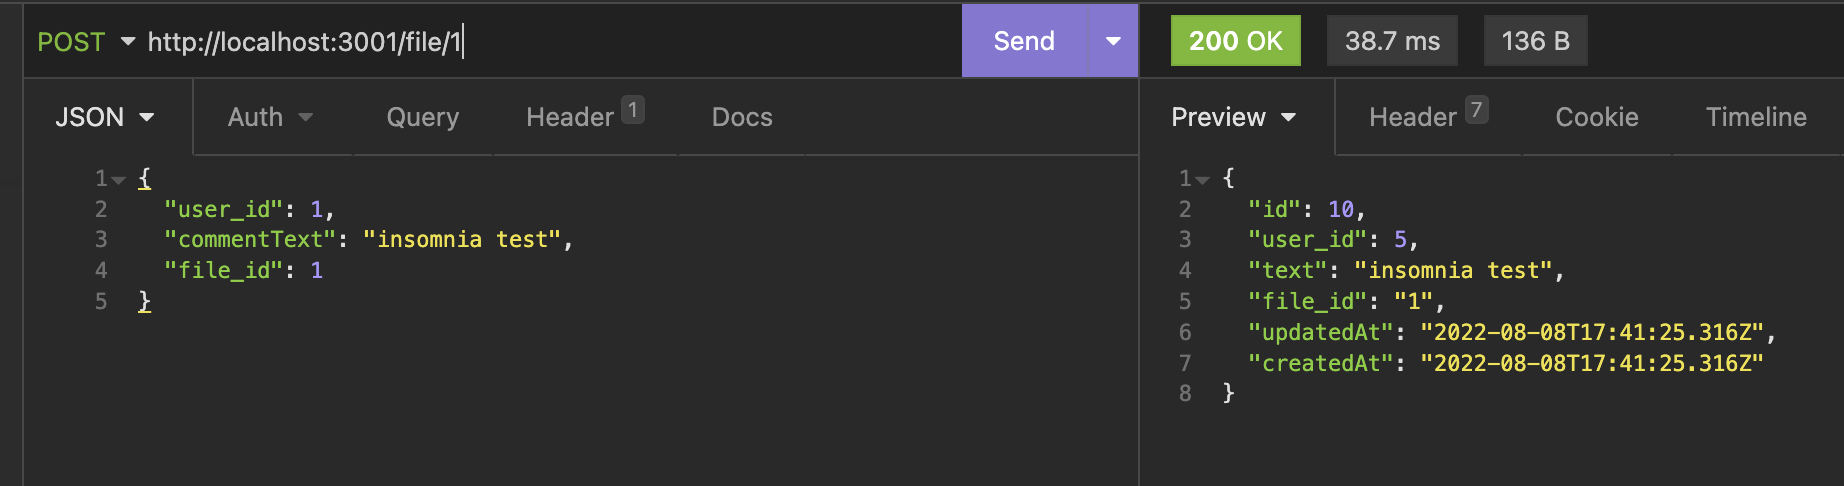 POST http://localhost:3001/file/1 Send 200 OK 38.7 ms 136 B
JSON Auth Query Header 1 Docs Preview Header 7 Cookie Timeline
1 {
2 "user_id": 1,
3 "commentText": "insomnia test",
4 "file_id": 1
5 }
1 {
2 "id": 10,
3 "user_id": 5,
4 "text": "insomnia test",
5 "file_id": "1",
6 "updatedAt": "2022-08-08T17:41:25.316Z",
7 "createdAt": "2022-08-08T17:41:25.316Z"
8 }